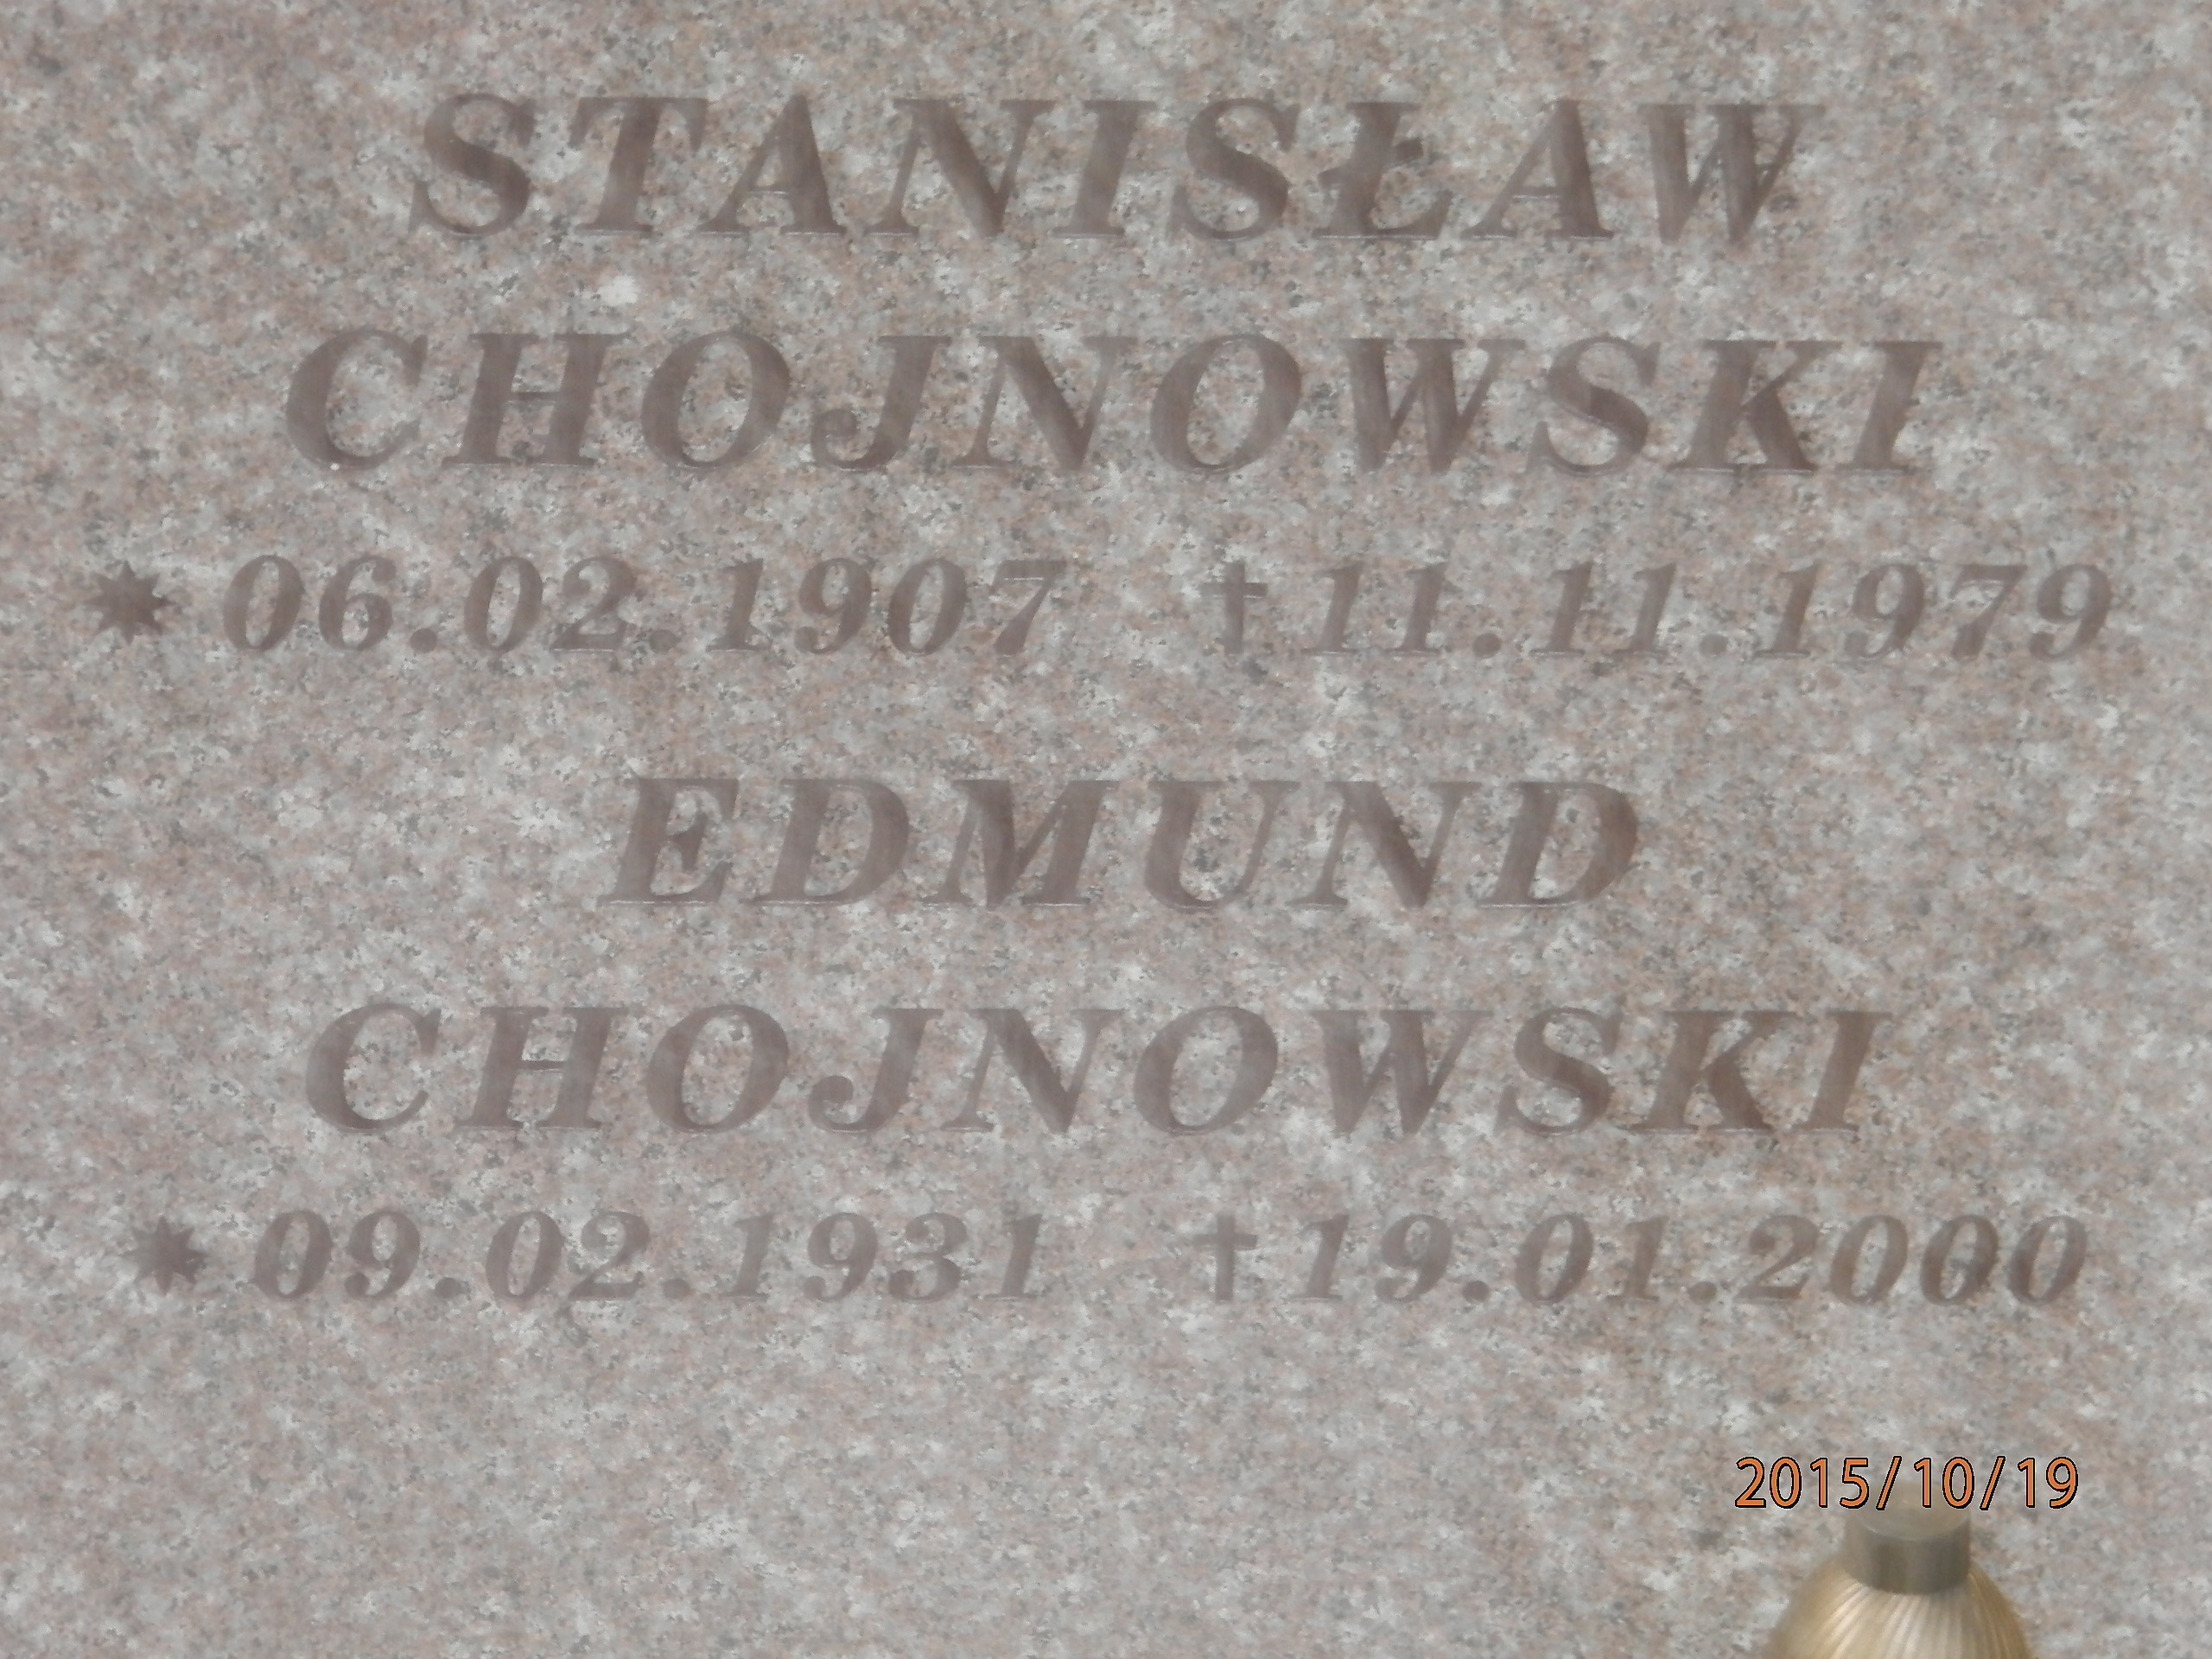 STANISŁAW
CHOJNOWSKI
* 06.02.1907 †11.11.1979
EDMUND
CHOJNOWSKI
* 09.02.1931 †19.01.2000
2015/10/19